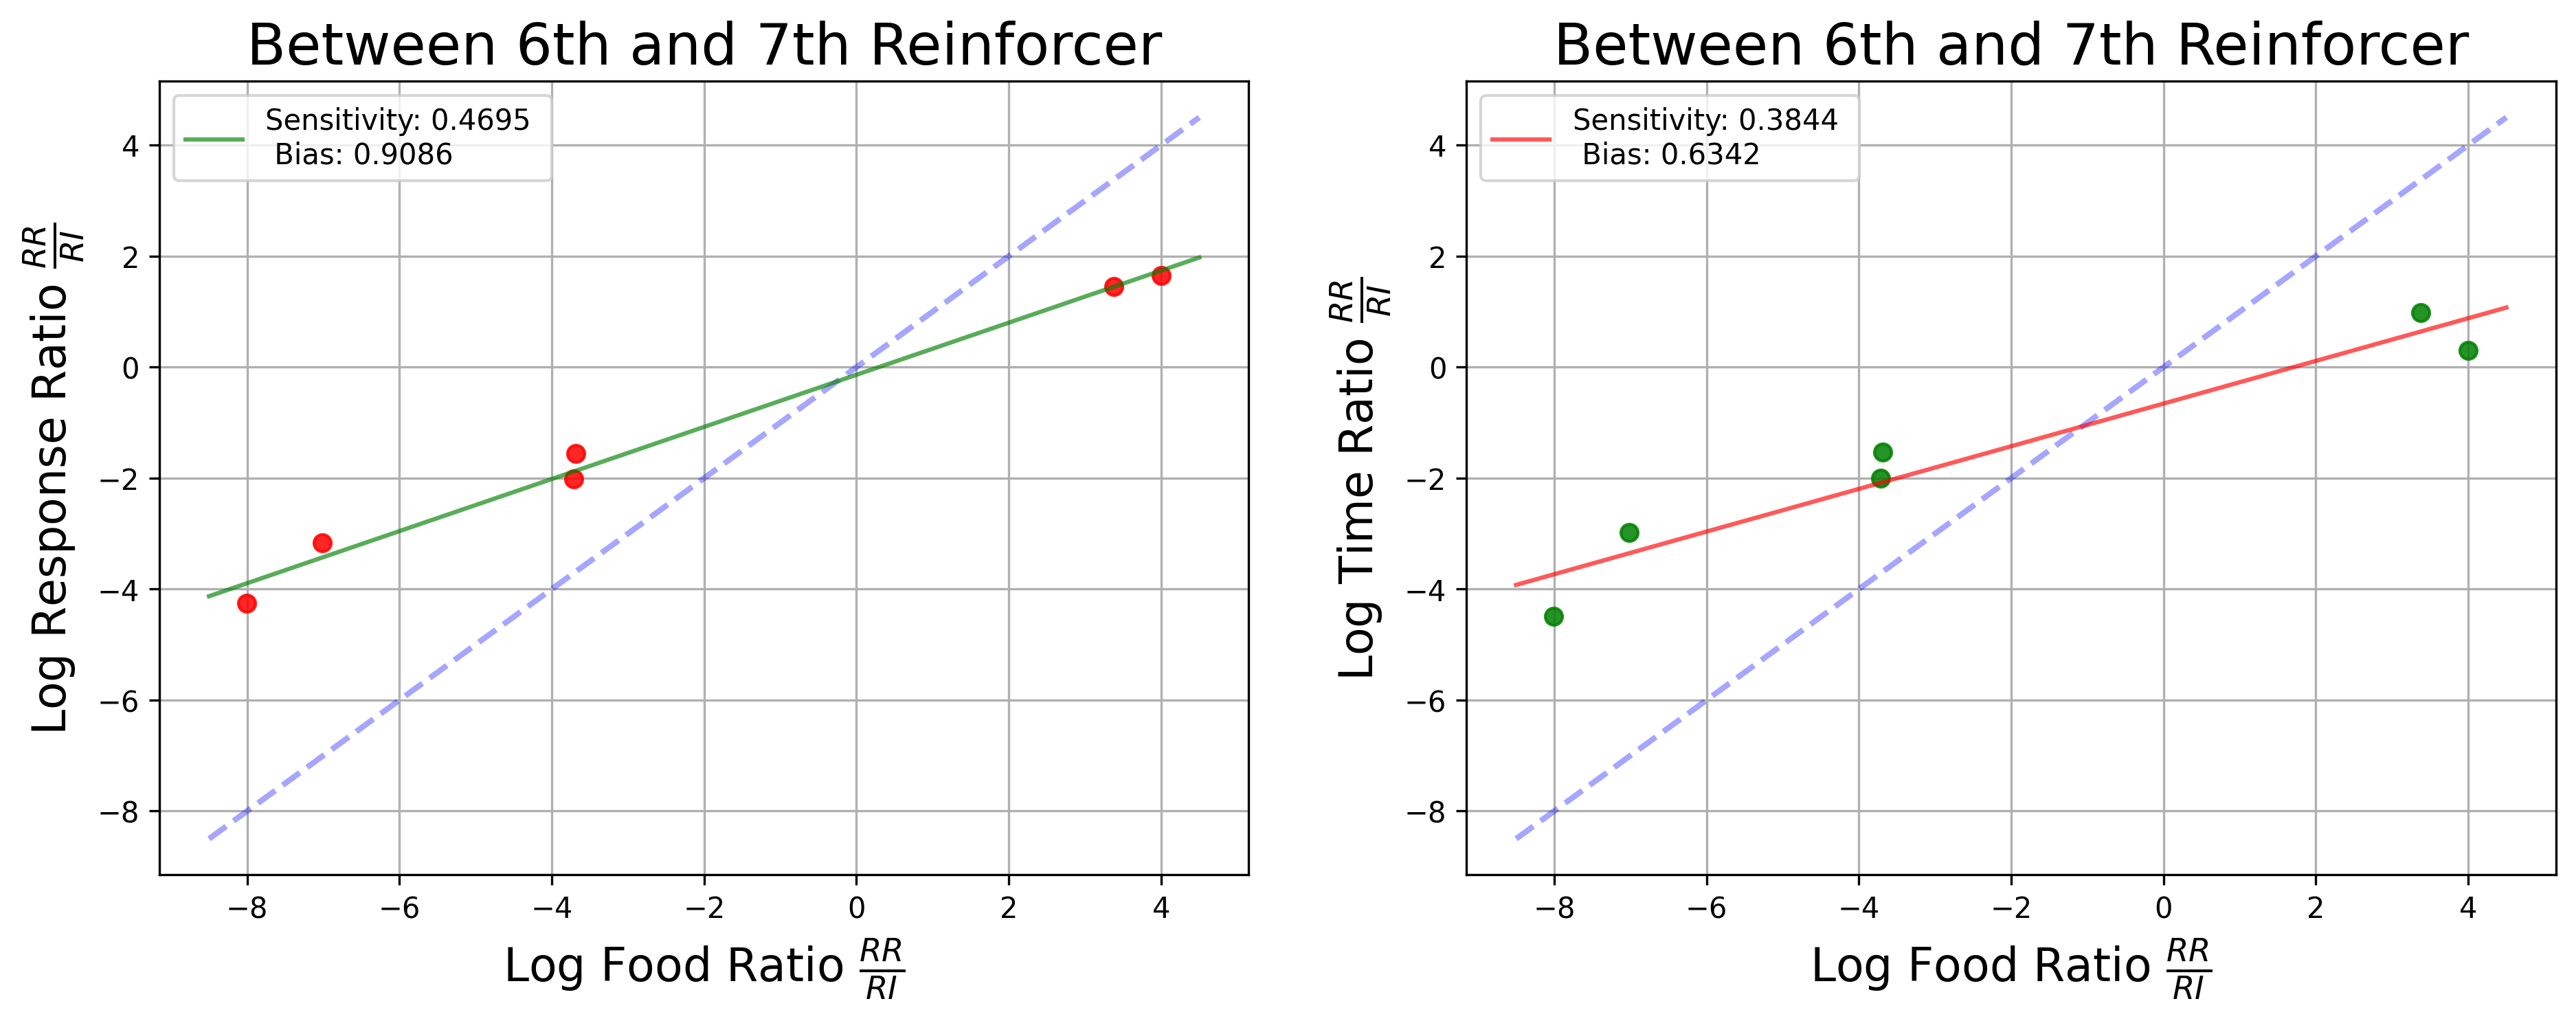 Between 6th and 7th Reinforcer
Sensitivity: 0.4695
Bias: 0.9086
Log Response Ratio RR/RI
4
2
0
−2
−4
−6
−8
−8 −6 −4 −2 0 2 4
Log Food Ratio RR/RI
Between 6th and 7th Reinforcer
Sensitivity: 0.3844
Bias: 0.6342
Log Time Ratio RR/RI
4
2
0
−2
−4
−6
−8
−8 −6 −4 −2 0 2 4
Log Food Ratio RR/RI